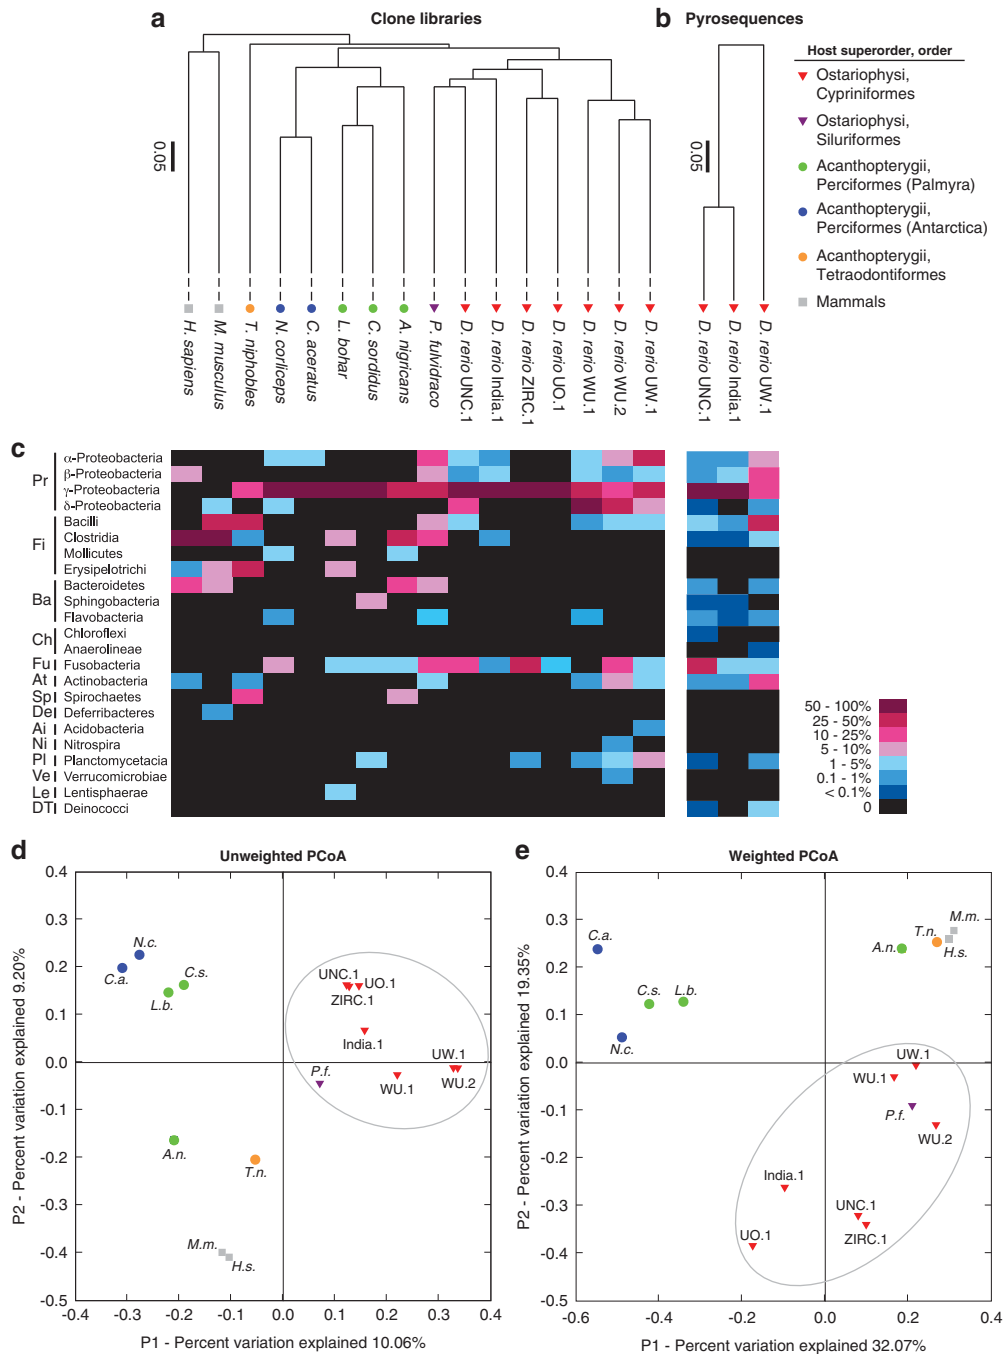 a
Clone libraries
b
Pyrosequences
Host superorder, order
Ostariophysi,
Cypriniformes
Ostariophysi,
Siluriformes
Acanthopterygii,
Perciformes (Palmyra)
Acanthopterygii,
Perciformes (Antarctica)
Acanthopterygii,
Tetraodontiformes
Mammals
0.05
0.05
H. sapiens
M. musculus
T. niphobles
N. corliceps
C. aceratus
L. bohar
C. sordidus
A. nigricans
P. fulvidraco
D. rerio UNC.1
D. rerio India.1
D. rerio ZIRC.1
D. rerio UO.1
D. rerio WU.1
D. rerio WU.2
D. rerio UW.1
D. rerio UNC.1
D. rerio India.1
D. rerio UW.1
c
Pr
α-Proteobacteria
β-Proteobacteria
γ-Proteobacteria
δ-Proteobacteria
Fi
Bacilli
Clostridia
Mollicutes
Erysipelotrichi
Ba
Bacteroidetes
Sphingobacteria
Flavobacteria
Ch
Chloroflexi
Anaerolineae
Fu Fusobacteria
At Actinobacteria
Sp Spirochaetes
De Deferribacteres
Ai Acidobacteria
Ni Nitrospira
Pl Planctomycetacia
Ve Verrucomicrobiae
Le Lentisphaerae
DT Deinococci
50 - 100%
25 - 50%
10 - 25%
5 - 10%
1 - 5%
0.1 - 1%
< 0.1%
0
d
Unweighted PCoA
P2 - Percent variation explained 9.20%
0.4
0.3
0.2
0.1
0.0
-0.1
-0.2
-0.3
-0.4
-0.5
N.c.
C.a.
C.s.
L.b.
UNC.1
UO.1
ZIRC.1
India.1
UW.1
P.f.
WU.1
WU.2
A.n.
T.n.
M.m.
H.s.
-0.4 -0.3 -0.2 -0.1 0.0 0.1 0.2 0.3 0.4
P1 - Percent variation explained 10.06%
e
Weighted PCoA
P2 - Percent variation explained 19.35%
0.4
0.3
0.2
0.1
0.0
-0.1
-0.2
-0.3
-0.4
-0.5
M.m.
T.n.
C.a.
A.n.
H.s.
C.s.
L.b.
N.c.
UW.1
WU.1
P.f.
WU.2
India.1
UNC.1
UO.1
ZIRC.1
-0.6 -0.4 -0.2 0.0 0.2 0.4
P1 - Percent variation explained 32.07%